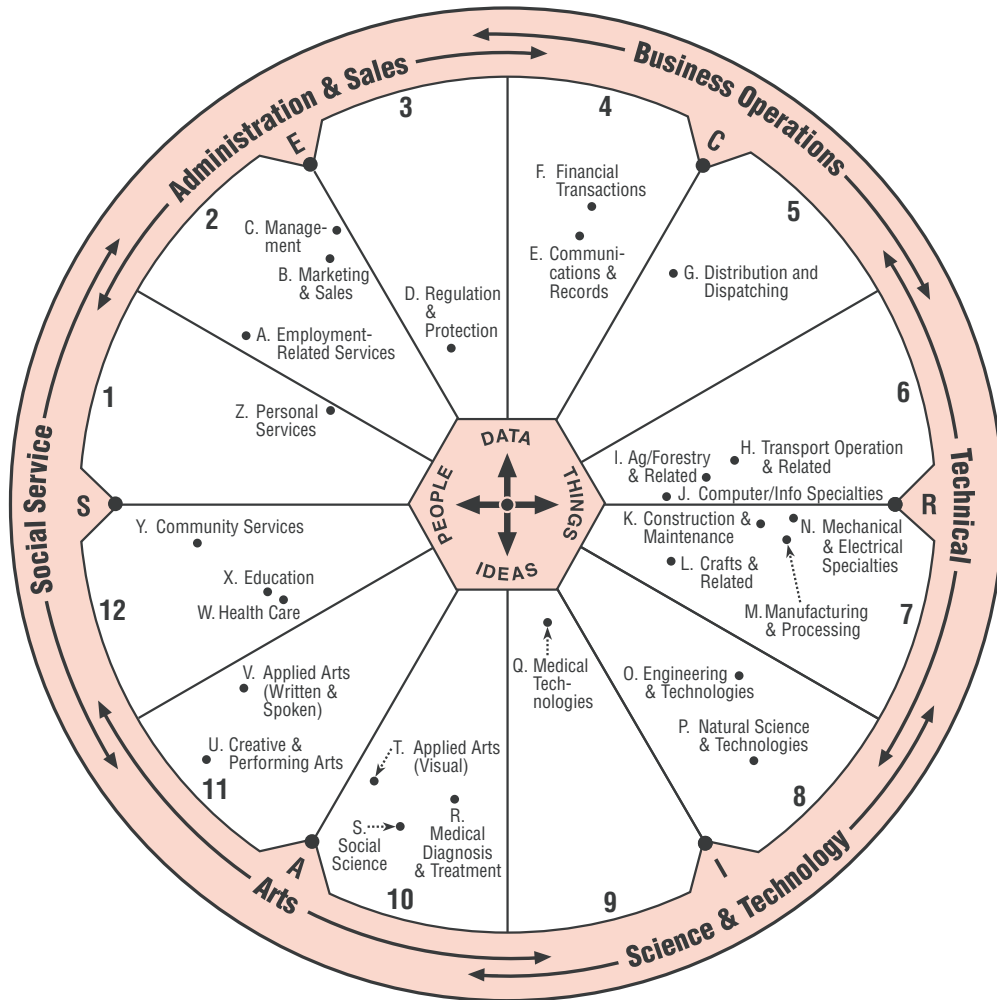 Administration & Sales
Business Operations
Technical
Science & Technology
Arts
Social Service
E
C
R
I
A
S
3
4
2
5
1
6
12
7
11
8
10
9
F. Financial
Transactions
E. Communi-
cations &
Records
C. Manage-
ment
B. Marketing
& Sales
D. Regulation
&
Protection
G. Distribution and
Dispatching
A. Employment-
Related Services
Z. Personal
Services
DATA
THINGS
IDEAS
PEOPLE
H. Transport Operation
& Related
I. Ag/Forestry
& Related
J. Computer/Info Specialties
K. Construction &
Maintenance
N. Mechanical
& Electrical
Specialties
L. Crafts &
Related
M. Manufacturing
& Processing
Y. Community Services
X. Education
W. Health Care
V. Applied Arts
(Written &
Spoken)
U. Creative &
Performing Arts
T. Applied Arts
(Visual)
S.
Social
Science
R.
Medical
Diagnosis
& Treatment
Q. Medical
Tech-
nologies
O. Engineering
& Technologies
P. Natural Science
& Technologies